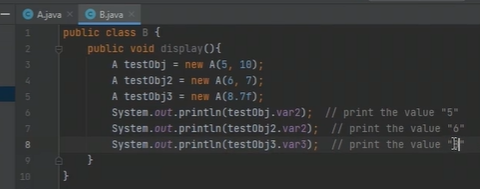 A.java B.java
1 public class B {
2 public void display(){
3 A testObj = new A(5, 10);
4 A testObj2 = new A(6, 7);
5 A testObj3 = new A(8.7f);
6 System.out.println(testObj.var2); // print the value "5"
7 System.out.println(testObj2.var2); // print the value "6"
8 System.out.println(testObj3.var3); // print the value "
9 }
10 }